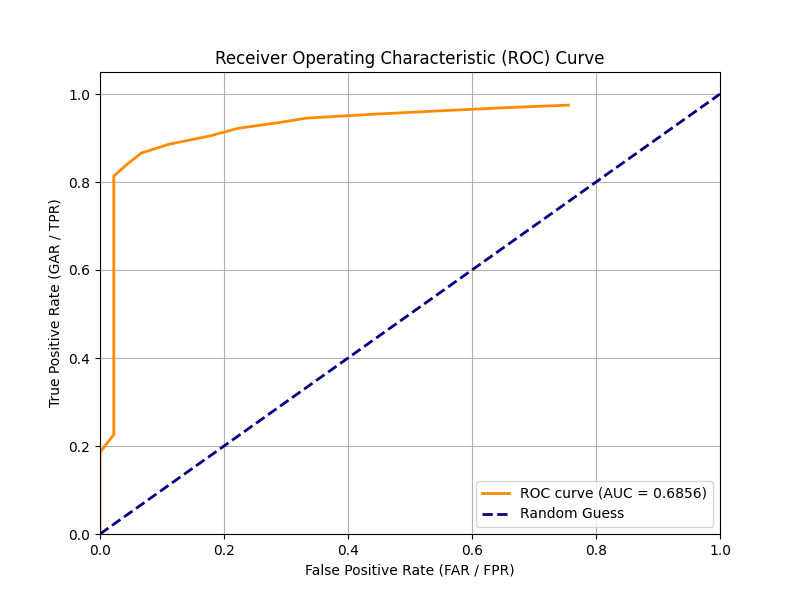 Receiver Operating Characteristic (ROC) Curve
True Positive Rate (GAR / TPR)
1.0
0.8
0.6
0.4
0.2
0.0
0.0 0.2 0.4 0.6 0.8 1.0
False Positive Rate (FAR / FPR)
ROC curve (AUC = 0.6856)
Random Guess